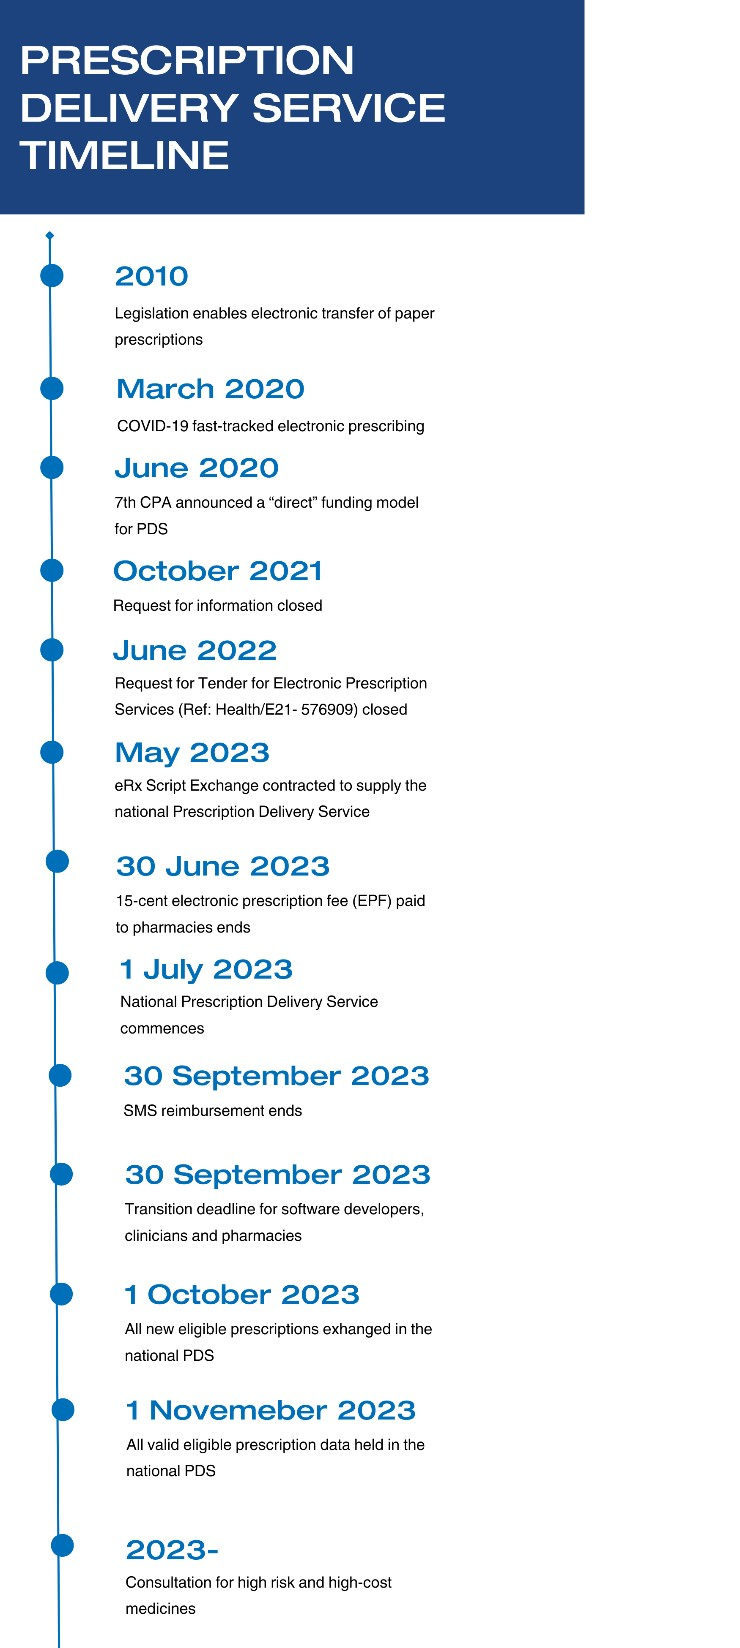 PRESCRIPTION
DELIVERY SERVICE
TIMELINE
2010
Legislation enables electronic transfer of paper
prescriptions
March 2020
COVID-19 fast-tracked electronic prescribing
June 2020
7th CPA announced a “direct” funding model
for PDS
October 2021
Request for information closed
June 2022
Request for Tender for Electronic Prescription
Services (Ref: Health/E21- 576909) closed
May 2023
eRx Script Exchange contracted to supply the
national Prescription Delivery Service
30 June 2023
15-cent electronic prescription fee (EPF) paid
to pharmacies ends
1 July 2023
National Prescription Delivery Service
commences
30 September 2023
SMS reimbursement ends
30 September 2023
Transition deadline for software developers,
clinicians and pharmacies
1 October 2023
All new eligible prescriptions exhanged in the
national PDS
1 Novemeber 2023
All valid eligible prescription data held in the
national PDS
2023-
Consultation for high risk and high-cost
medicines